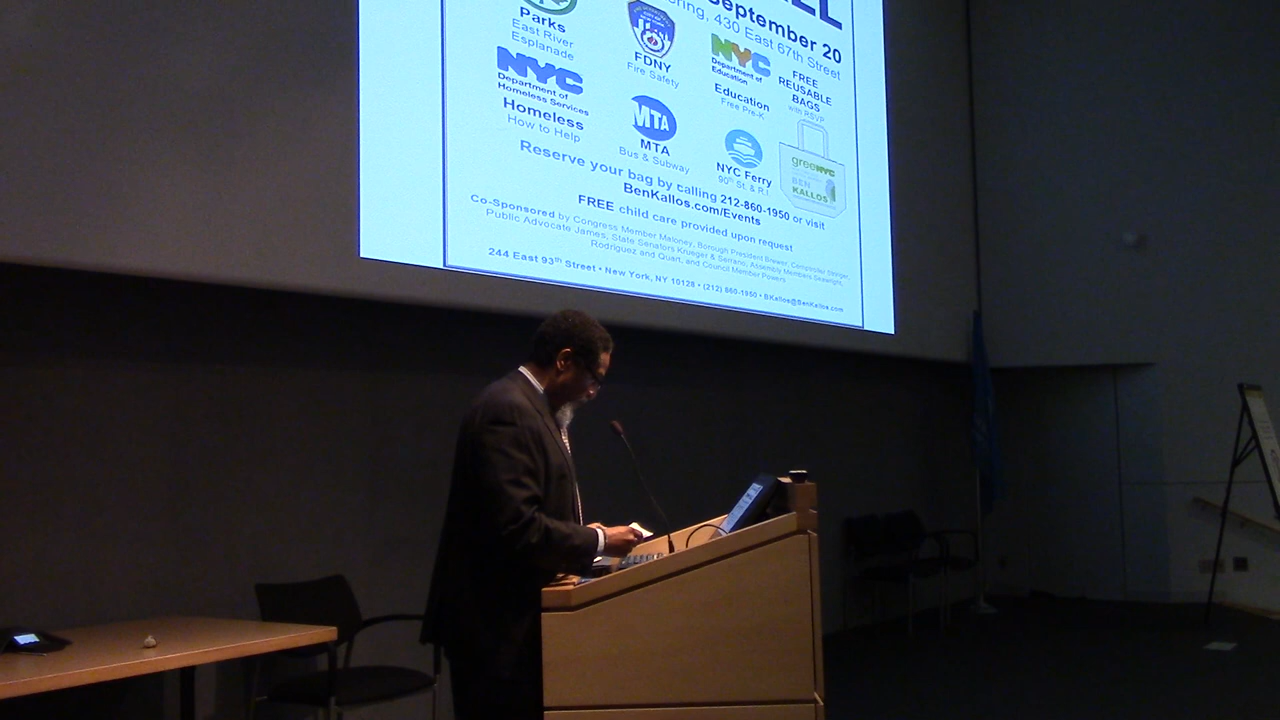 September 20
ering, 430 East 67th Street
Parks
East River
Esplanade
FDNY
Fire Safety
NYC
Department of
Education
Education
Free Pre-K
FREE
REUSABLE
BAGS
with RSVP
NYC
Department of
Homeless Services
Homeless
How to Help
MTA
MTA
Bus & Subway
NYC Ferry
90th St. & R.I.
greeNYC
BEN
KALLOS
Reserve your bag by calling 212-860-1950 or visit
BenKallos.com/Events
FREE child care provided upon request
Co-Sponsored by Congress Member Maloney, Borough President Brewer, Comptroller Stringer,
Public Advocate James, State Senators Krueger & Serrano, Assembly Members Seawright,
Rodriguez and Quart, and Council Member Powers
244 East 93th Street • New York, NY 10128 • (212) 860-1950 • BKallos@BenKallos.com